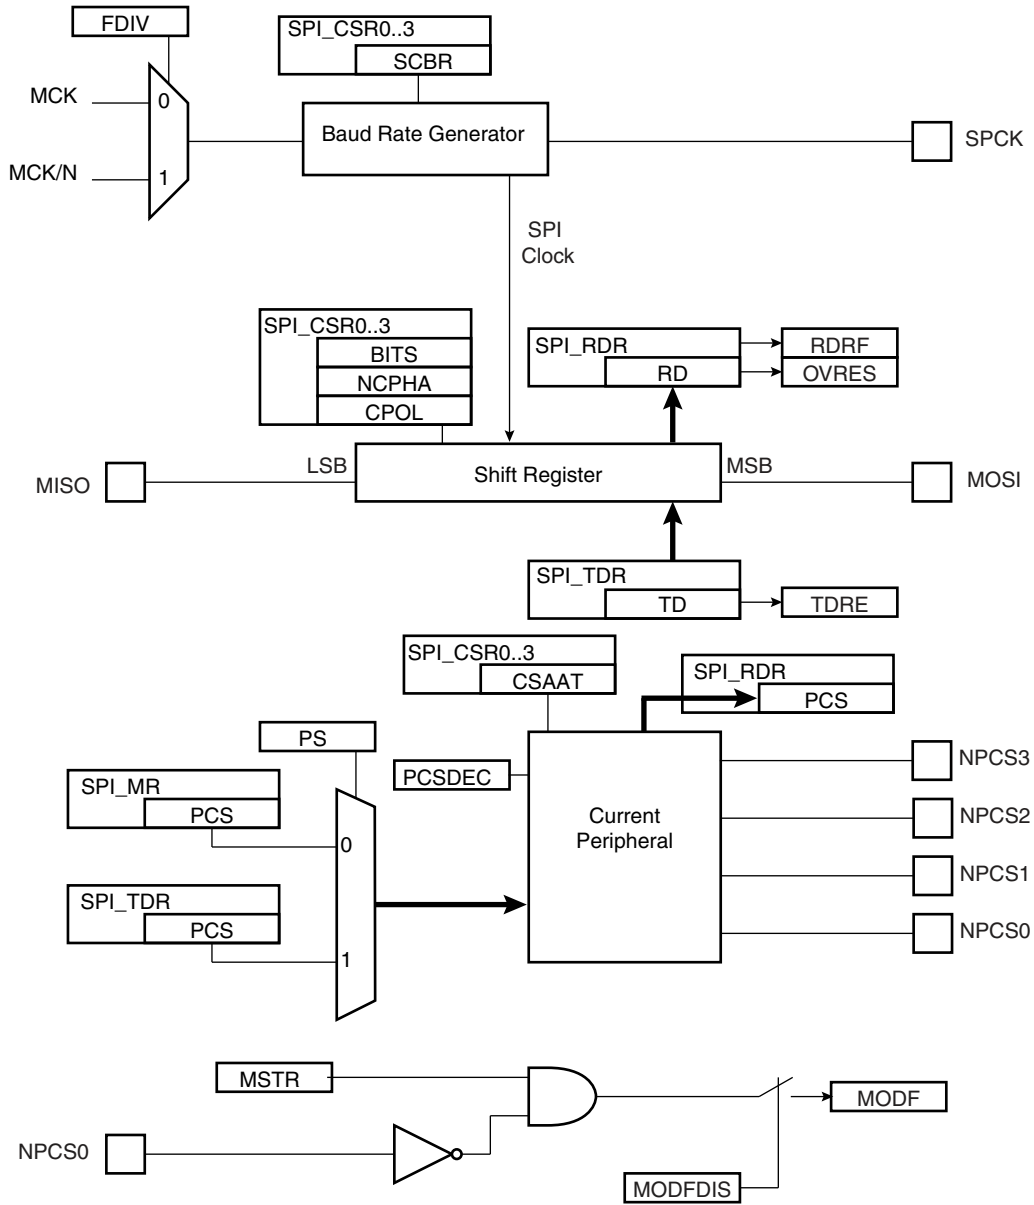 FDIV
SPI_CSR0..3
SCBR
MCK
0
Baud Rate Generator
SPCK
MCK/N
1
SPI
Clock
SPI_CSR0..3
BITS
NCPHA
CPOL
SPI_RDR
RD
RDRF
OVRES
MISO
LSB
Shift Register
MSB
MOSI
SPI_TDR
TD
TDRE
SPI_CSR0..3
CSAAT
SPI_RDR
PCS
PS
PCSDEC
SPI_MR
PCS
0
Current
Peripheral
NPCS3
NPCS2
NPCS1
NPCS0
SPI_TDR
PCS
1
MSTR
MODF
NPCS0
MODFDIS